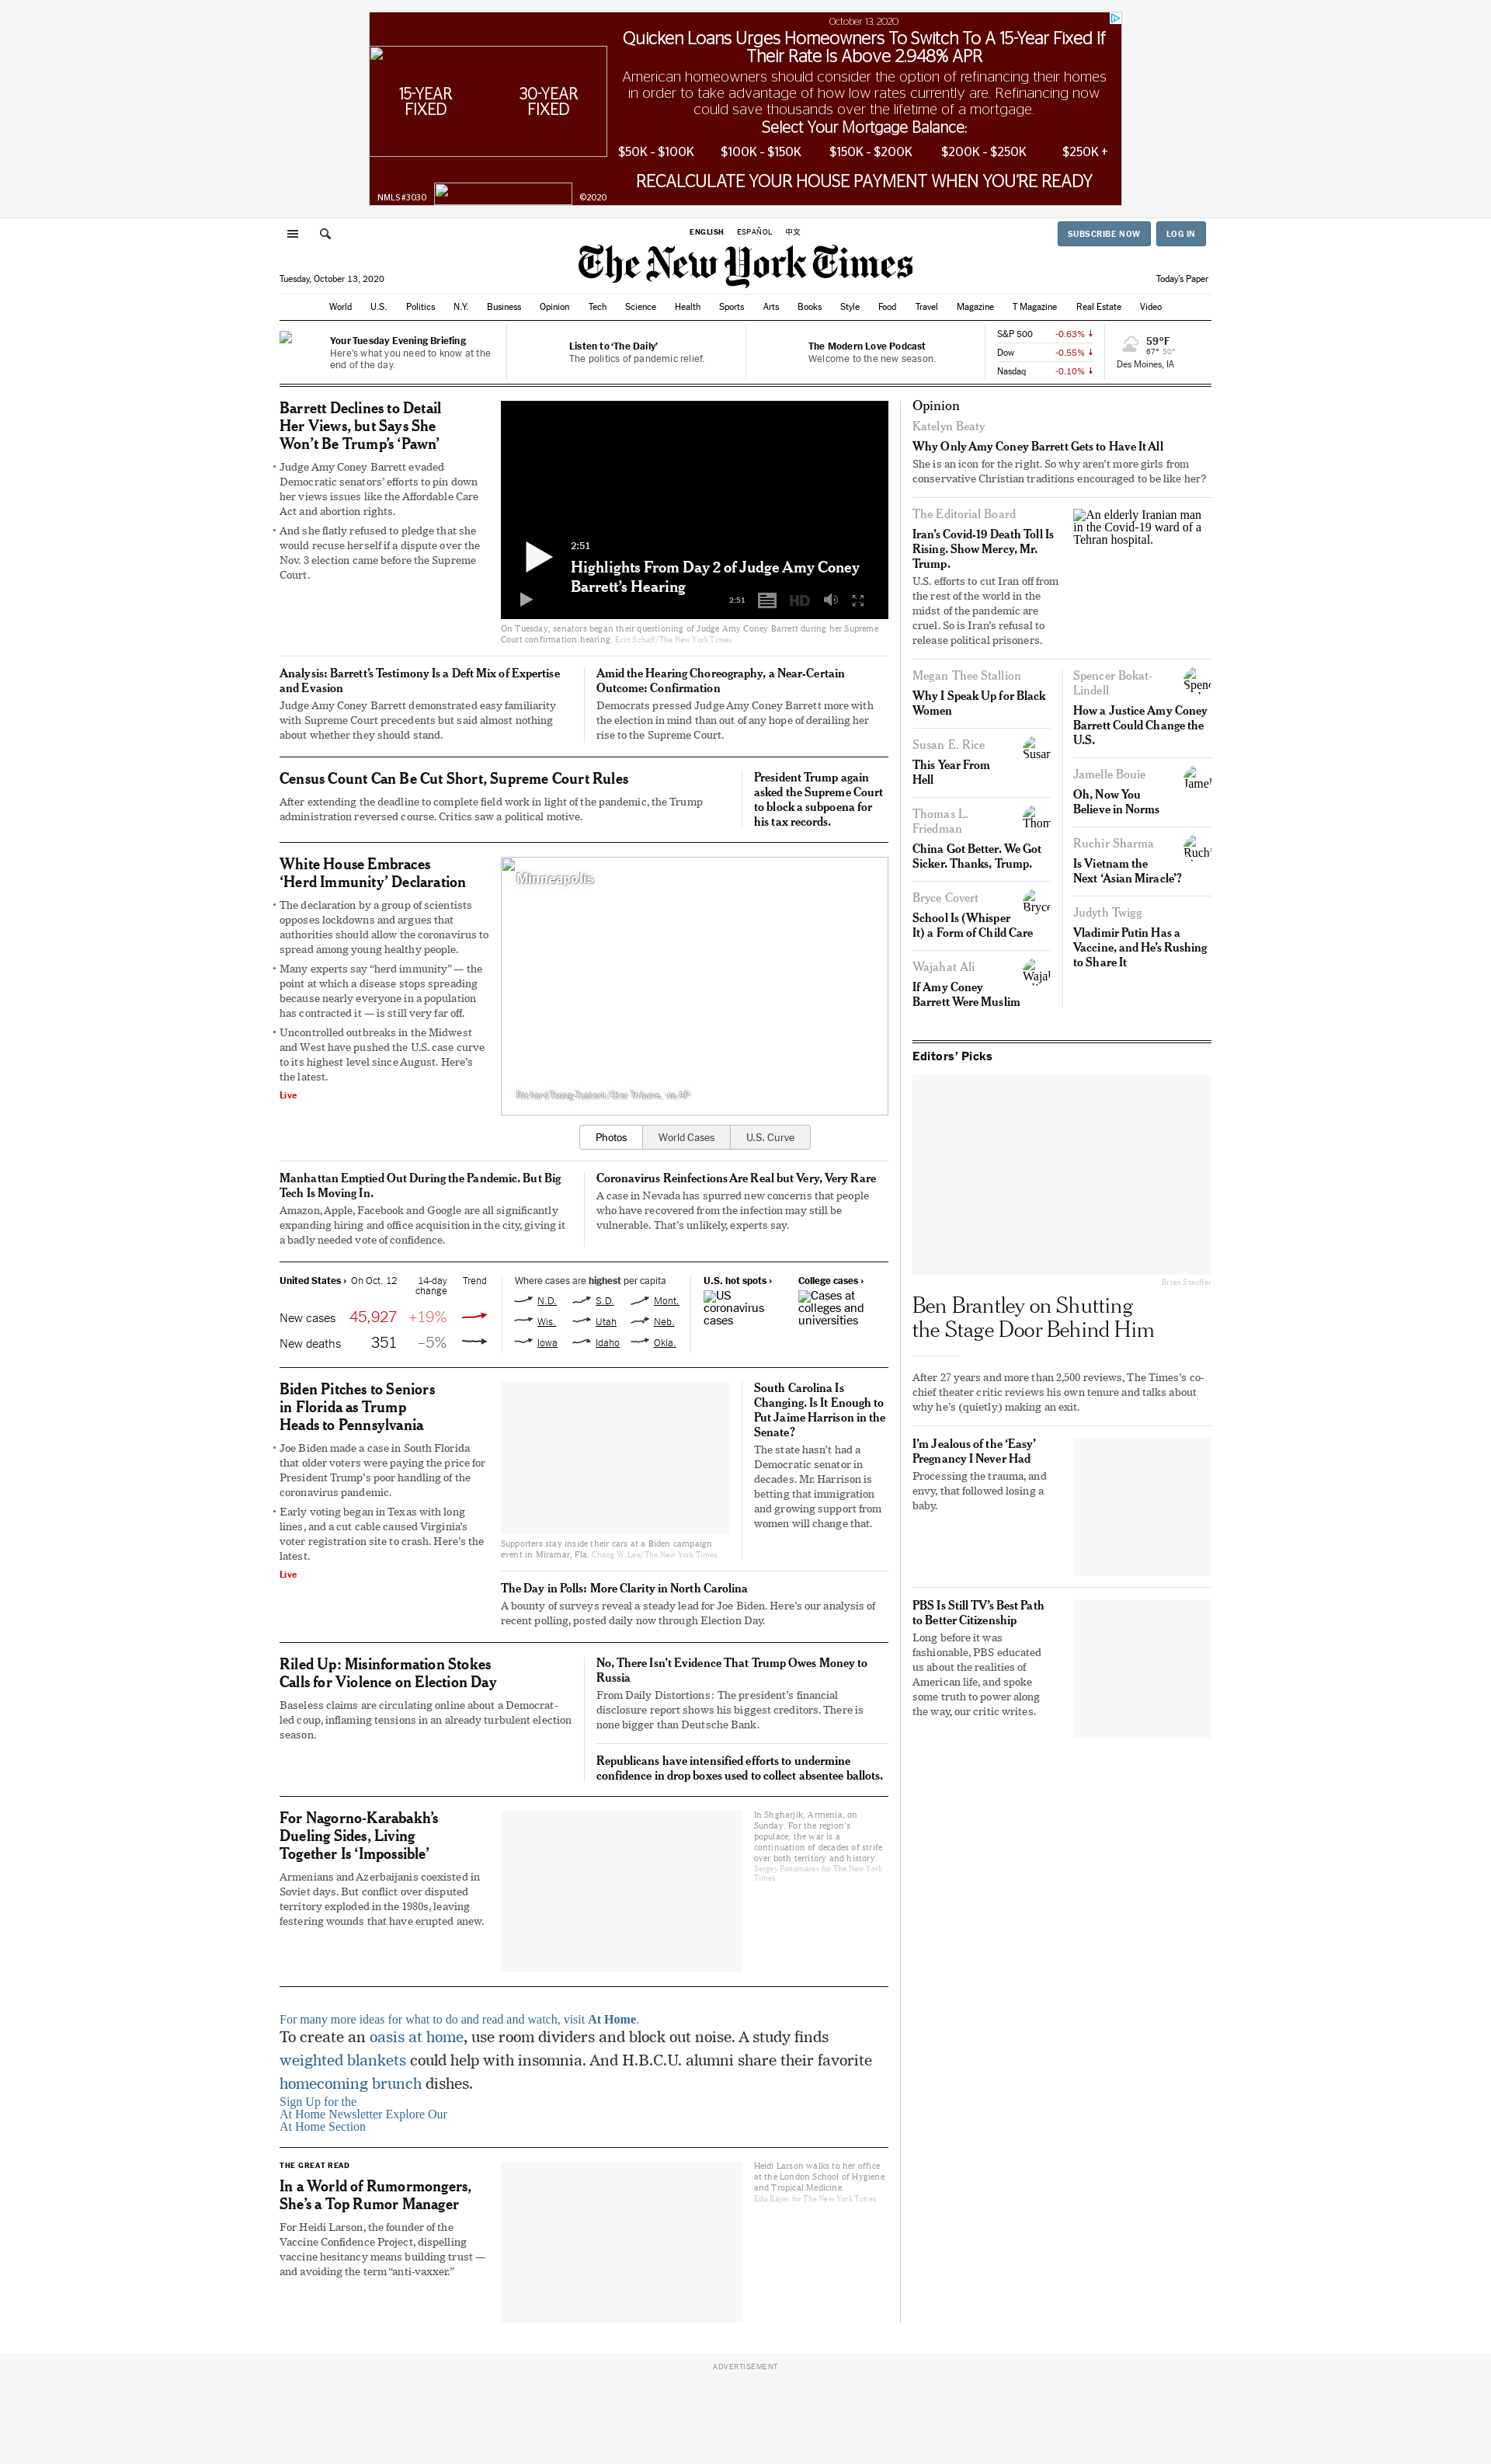 October 13, 2020
Quicken Loans Urges Homeowners To Switch To A 15-Year Fixed If
Their Rate Is Above 2.948% APR
American homeowners should consider the option of refinancing their homes
in order to take advantage of how low rates currently are. Refinancing now
could save thousands over the lifetime of a mortgage.
Select Your Mortgage Balance:
15-YEAR
FIXED
30-YEAR
FIXED
$50K - $100K
$100K - $150K
$150K - $200K
$200K - $250K
$250K +
RECALCULATE YOUR HOUSE PAYMENT WHEN YOU'RE READY
NMLS#3030
©2020
ENGLISH
ESPAÑOL
中文
SUBSCRIBE NOW
LOG IN
The New York Times
Tuesday, October 13, 2020
Today's Paper
World U.S. Politics N.Y. Business Opinion Tech Science Health Sports Arts Books Style Food Travel Magazine T Magazine Real Estate Video
Your Tuesday Evening Briefing
Here's what you need to know at the
end of the day.
Listen to 'The Daily'
The politics of pandemic relief.
The Modern Love Podcast
Welcome to the new season.
S&P 500 -0.63%
Dow -0.55%
Nasdaq -0.10%
59°F
67° 50°
Des Moines, IA
Barrett Declines to Detail
Her Views, but Says She
Won't Be Trump's 'Pawn'
Judge Amy Coney Barrett evaded
Democratic senators' efforts to pin down
her views issues like the Affordable Care
Act and abortion rights.
And she flatly refused to pledge that she
would recuse herself if a dispute over the
Nov. 3 election came before the Supreme
Court.
2:51
Highlights From Day 2 of Judge Amy Coney
Barrett's Hearing
2:51
HD
On Tuesday, senators began their questioning of Judge Amy Coney Barrett during her Supreme
Court confirmation hearing. Erin Schaff/The New York Times
Analysis: Barrett's Testimony Is a Deft Mix of Expertise
and Evasion
Judge Amy Coney Barrett demonstrated easy familiarity
with Supreme Court precedents but said almost nothing
about whether they should stand.
Amid the Hearing Choreography, a Near-Certain
Outcome: Confirmation
Democrats pressed Judge Amy Coney Barrett more with
the election in mind than out of any hope of derailing her
rise to the Supreme Court.
Census Count Can Be Cut Short, Supreme Court Rules
After extending the deadline to complete field work in light of the pandemic, the Trump
administration reversed course. Critics saw a political motive.
President Trump again
asked the Supreme Court
to block a subpoena for
his tax records.
White House Embraces
'Herd Immunity' Declaration
The declaration by a group of scientists
opposes lockdowns and argues that
authorities should allow the coronavirus to
spread among young healthy people.
Many experts say "herd immunity" — the
point at which a disease stops spreading
because nearly everyone in a population
has contracted it — is still very far off.
Uncontrolled outbreaks in the Midwest
and West have pushed the U.S. case curve
to its highest level since August. Here's
the latest.
Live
Minneapolis
Richard Tsong-Taatarii/Star Tribune, via AP
Photos
World Cases
U.S. Curve
Manhattan Emptied Out During the Pandemic. But Big
Tech Is Moving In.
Amazon, Apple, Facebook and Google are all significantly
expanding hiring and office acquisition in the city, giving it
a badly needed vote of confidence.
Coronavirus Reinfections Are Real but Very, Very Rare
A case in Nevada has spurred new concerns that people
who have recovered from the infection may still be
vulnerable. That's unlikely, experts say.
United States › On Oct. 12 14-day
change Trend
New cases 45,927 +19%
New deaths 351 –5%
Where cases are highest per capita
N.D. S.D. Mont.
Wis. Utah Neb.
Iowa Idaho Okla.
U.S. hot spots ›
US
coronavirus
cases
College cases ›
Cases at
colleges and
universities
Biden Pitches to Seniors
in Florida as Trump
Heads to Pennsylvania
Joe Biden made a case in South Florida
that older voters were paying the price for
President Trump's poor handling of the
coronavirus pandemic.
Early voting began in Texas with long
lines, and a cut cable caused Virginia's
voter registration site to crash. Here's the
latest.
Live
Supporters stay inside their cars at a Biden campaign
event in Miramar, Fla. Chang W. Lee/The New York Times
South Carolina Is
Changing. Is It Enough to
Put Jaime Harrison in the
Senate?
The state hasn't had a
Democratic senator in
decades. Mr. Harrison is
betting that immigration
and growing support from
women will change that.
The Day in Polls: More Clarity in North Carolina
A bounty of surveys reveal a steady lead for Joe Biden. Here's our analysis of
recent polling, posted daily now through Election Day.
Riled Up: Misinformation Stokes
Calls for Violence on Election Day
Baseless claims are circulating online about a Democrat-
led coup, inflaming tensions in an already turbulent election
season.
No, There Isn't Evidence That Trump Owes Money to
Russia
From Daily Distortions: The president's financial
disclosure report shows his biggest creditors. There is
none bigger than Deutsche Bank.
Republicans have intensified efforts to undermine
confidence in drop boxes used to collect absentee ballots.
For Nagorno-Karabakh's
Dueling Sides, Living
Together Is 'Impossible'
Armenians and Azerbaijanis coexisted in
Soviet days. But conflict over disputed
territory exploded in the 1980s, leaving
festering wounds that have erupted anew.
In Shgharjik, Armenia, on
Sunday. For the region's
populace, the war is a
continuation of decades of strife
over both territory and history.
Sergey Ponomarev for The New York
Times
For many more ideas for what to do and read and watch, visit At Home.
To create an oasis at home, use room dividers and block out noise. A study finds
weighted blankets could help with insomnia. And H.B.C.U. alumni share their favorite
homecoming brunch dishes.
Sign Up for the
At Home Newsletter Explore Our
At Home Section
THE GREAT READ
In a World of Rumormongers,
She's a Top Rumor Manager
For Heidi Larson, the founder of the
Vaccine Confidence Project, dispelling
vaccine hesitancy means building trust —
and avoiding the term "anti-vaxxer."
Heidi Larson walks to her office
at the London School of Hygiene
and Tropical Medicine.
Edu Bayer for The New York Times
Opinion
Katelyn Beaty
Why Only Amy Coney Barrett Gets to Have It All
She is an icon for the right. So why aren't more girls from
conservative Christian traditions encouraged to be like her?
The Editorial Board
Iran's Covid-19 Death Toll Is
Rising. Show Mercy, Mr.
Trump.
U.S. efforts to cut Iran off from
the rest of the world in the
midst of the pandemic are
cruel. So is Iran's refusal to
release political prisoners.
An elderly Iranian man
in the Covid-19 ward of a
Tehran hospital.
Megan Thee Stallion
Why I Speak Up for Black
Women
Susan E. Rice
This Year From
Hell
Susan
Thomas L.
Friedman
China Got Better. We Got
Sicker. Thanks, Trump.
Thom
Bryce Covert
School Is (Whisper
It) a Form of Child Care
Bryce
Wajahat Ali
If Amy Coney
Barrett Were Muslim
Wajah
Spencer Bokat-
Lindell
How a Justice Amy Coney
Barrett Could Change the
U.S.
Spenc
Jamelle Bouie
Oh, Now You
Believe in Norms
Jamel
Ruchir Sharma
Is Vietnam the
Next 'Asian Miracle'?
Ruchi
Judyth Twigg
Vladimir Putin Has a
Vaccine, and He's Rushing
to Share It
Editors' Picks
Brian Stauffer
Ben Brantley on Shutting
the Stage Door Behind Him
After 27 years and more than 2,500 reviews, The Times's co-
chief theater critic reviews his own tenure and talks about
why he's (quietly) making an exit.
I'm Jealous of the 'Easy'
Pregnancy I Never Had
Processing the trauma, and
envy, that followed losing a
baby.
PBS Is Still TV's Best Path
to Better Citizenship
Long before it was
fashionable, PBS educated
us about the realities of
American life, and spoke
some truth to power along
the way, our critic writes.
ADVERTISEMENT